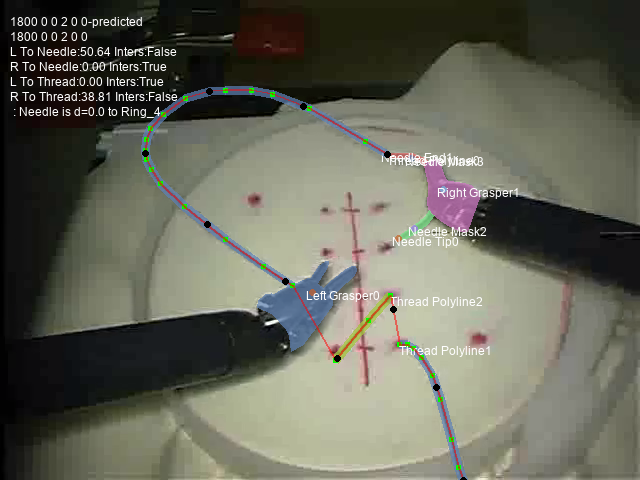 1800 0 0 2 0 0-predicted
1800 0 0 2 0 0
L To Needle:50.64 Inters:False
R To Needle:0.00 Inters:True
L To Thread:0.00 Inters:True
R To Thread:38.81 Inters:False
: Needle is d=0.0 to Ring_4
Needle End1
Needle Mask3
Right Grasper1
Needle Mask2
Needle Tip0
Left Grasper0
Thread Polyline2
Thread Polyline1